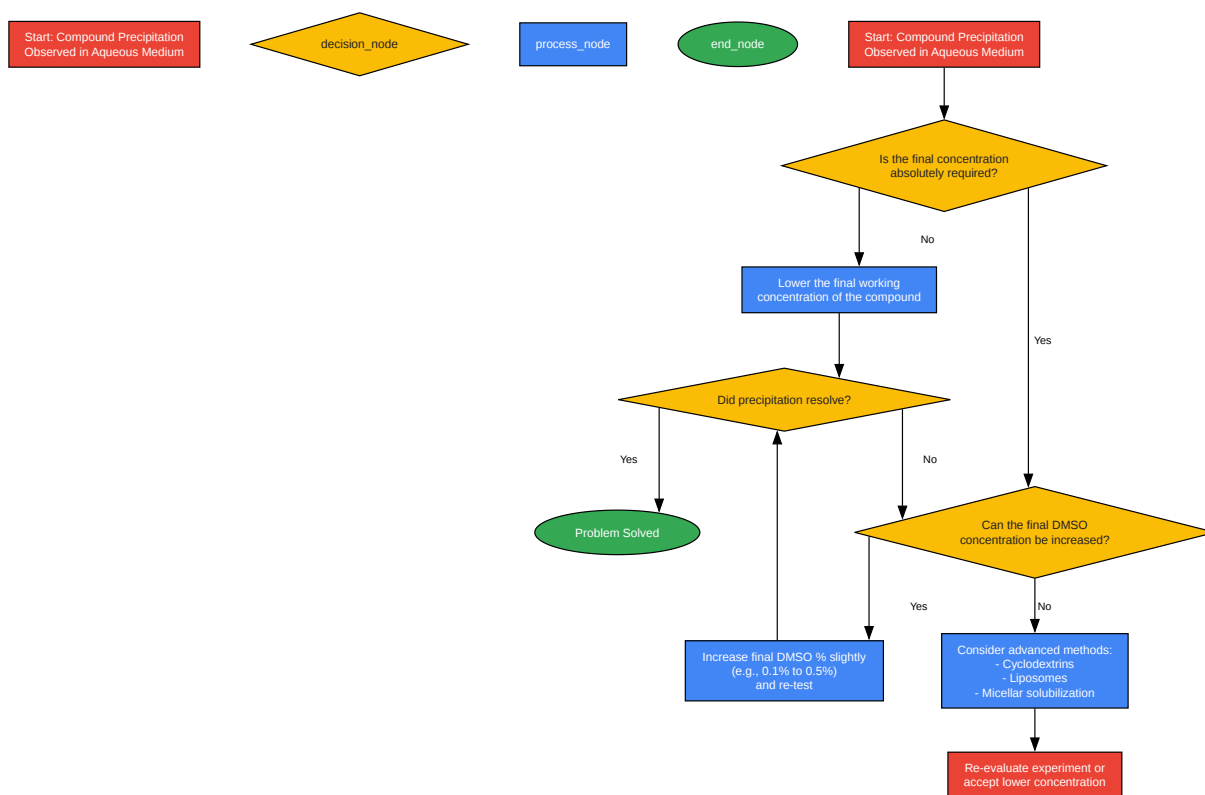 Start: Compound Precipitation
Observed in Aqueous Medium
decision_node
process_node
end_node
Start: Compound Precipitation
Observed in Aqueous Medium
Is the final concentration
absolutely required?
No
Lower the final working
concentration of the compound
Yes
Did precipitation resolve?
Yes
No
Problem Solved
Can the final DMSO
concentration be increased?
Yes
No
Increase final DMSO % slightly
(e.g., 0.1% to 0.5%)
and re-test
Consider advanced methods:
- Cyclodextrins
- Liposomes
- Micellar solubilization
Re-evaluate experiment or
accept lower concentration